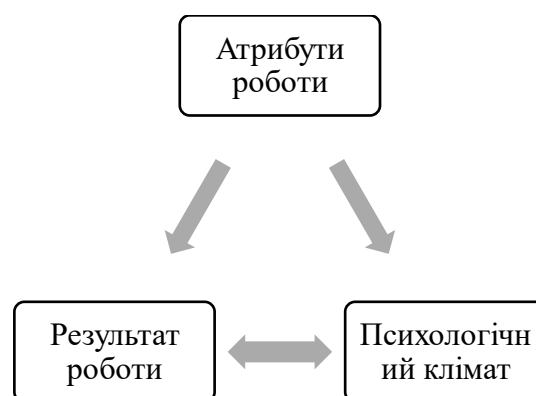 Атрибути
роботи
Результат
роботи
Психологічн
ий клімат